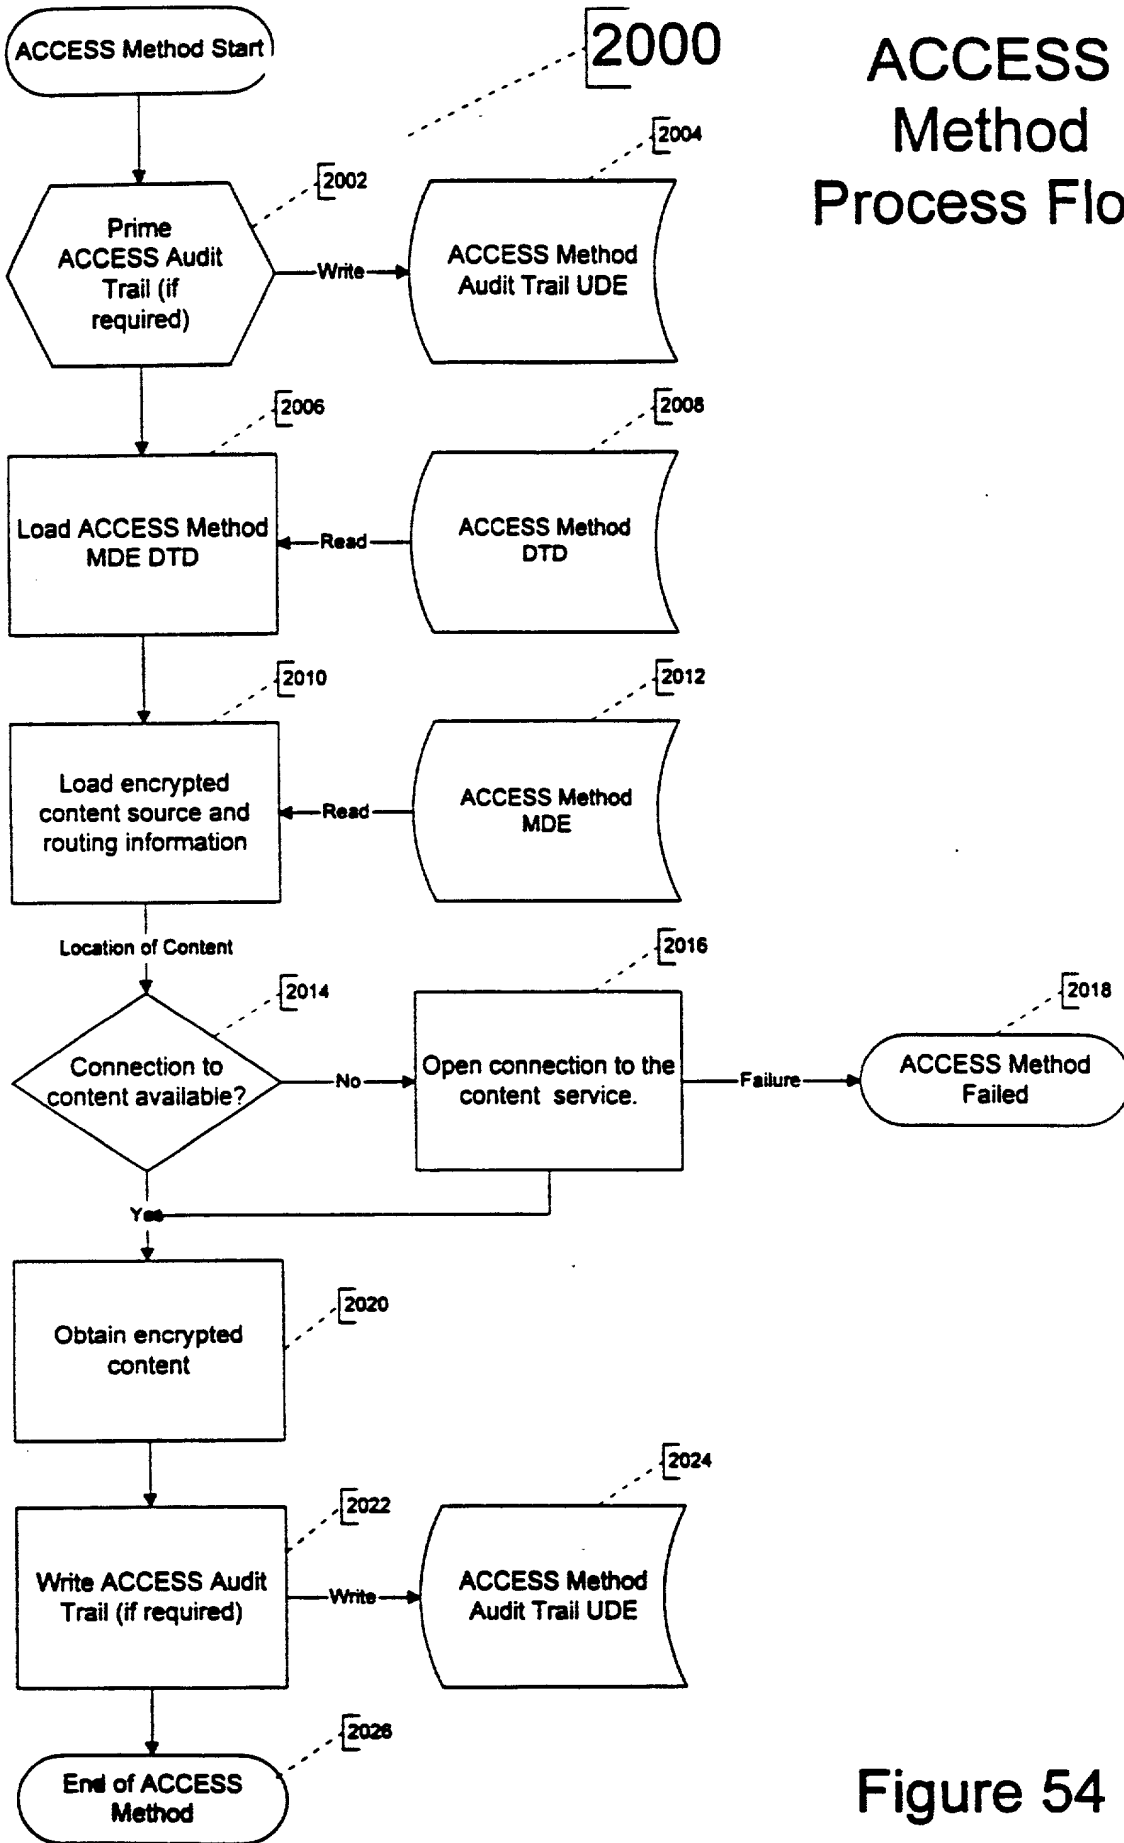 ACCESS Method Start
2000
ACCESS
Method
Process Flo
2004
2002
Prime
ACCESS Audit
Trail (if
required)
Write
ACCESS Method
Audit Trail UDE
2006
2008
Load ACCESS Method
MDE DTD
Read
ACCESS Method
DTD
2010
2012
Load encrypted
content source and
routing information
Read
ACCESS Method
MDE
Location of Content
2016
2014
2018
Connection to
content available?
No
Open connection to the
content service.
Failure
ACCESS Method
Failed
Yes
2020
Obtain encrypted
content
2024
2022
Write ACCESS Audit
Trail (if required)
Write
ACCESS Method
Audit Trail UDE
2026
End of ACCESS
Method
Figure 54